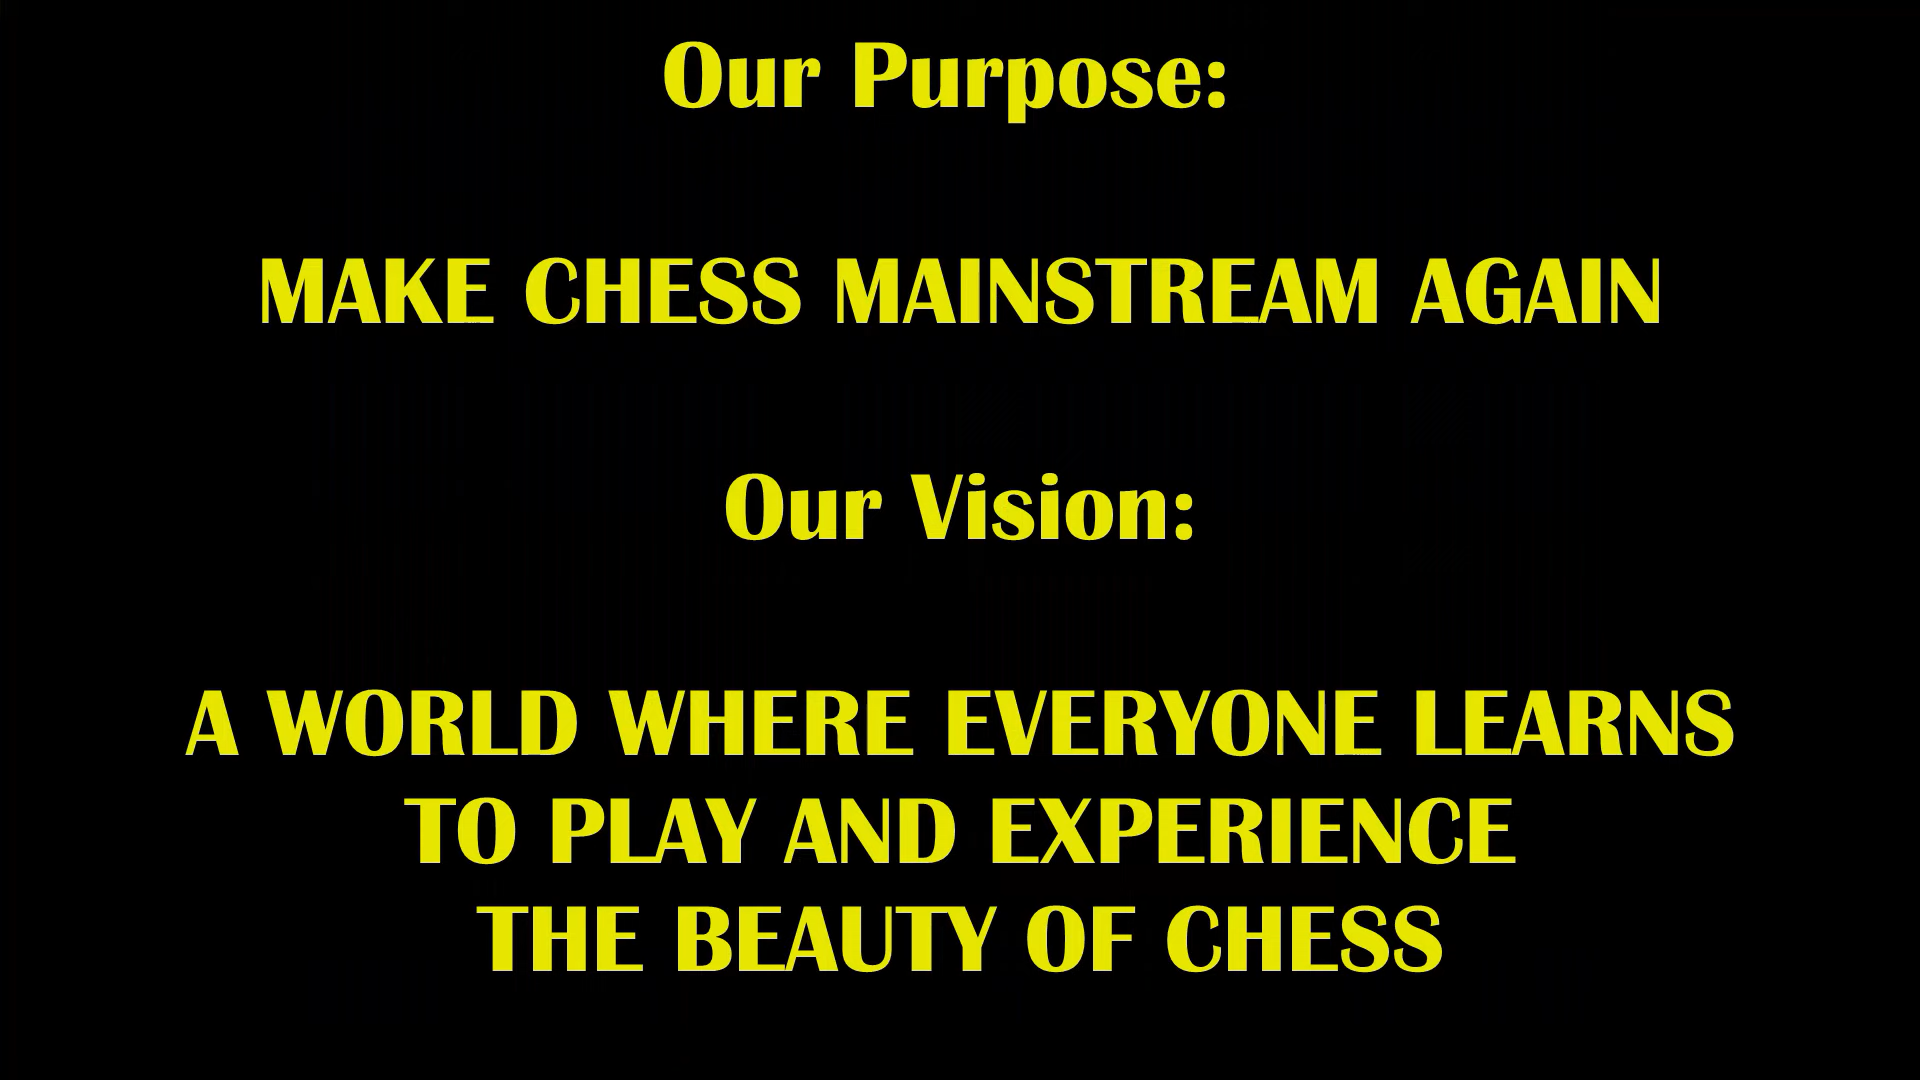 Our Purpose:
MAKE CHESS MAINSTREAM AGAIN
Our Vision:
A WORLD WHERE EVERYONE LEARNS
TO PLAY AND EXPERIENCE
THE BEAUTY OF CHESS